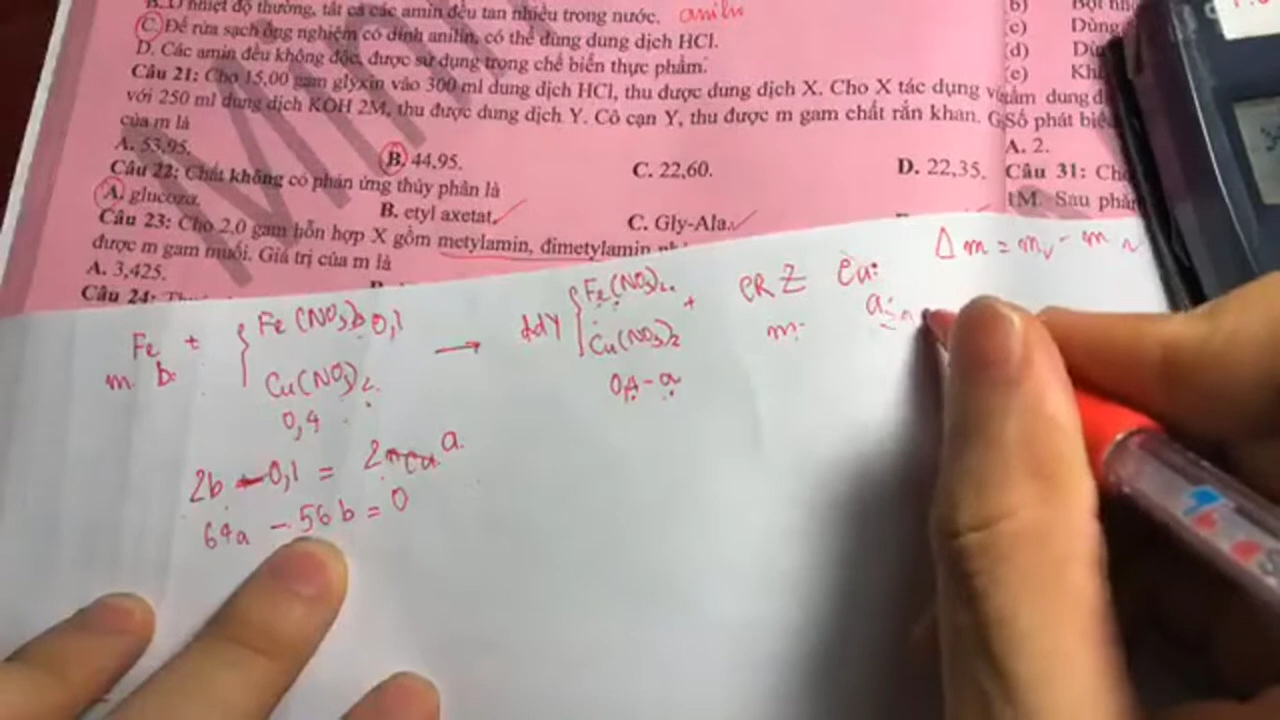 B. Ở nhiệt độ thường, tất cả các amin đều tan nhiều trong nước. anilin
C. Để rửa sạch ống nghiệm có dính anilin, có thể dùng dung dịch HCl.
D. Các amin đều không độc, được sử dụng trong chế biến thực phẩm.
Câu 21: Cho 15,00 gam glyxin vào 300 ml dung dịch HCl, thu được dung dịch X. Cho X tác dụng
với 250 ml dung dịch KOH 2M, thu được dung dịch Y. Cô cạn Y, thu được m gam chất rắn khan. G
của m là
A. 53,95. B. 44,95. C. 22,60. D. 22,35.
Câu 22: Chất không có phản ứng thủy phân là
A. glucozơ. B. etyl axetat. C. Gly-Ala.
Câu 23: Cho 2,0 gam hỗn hợp X gồm metylamin, đimetylamin
được m gam muối. Giá trị của m là
A. 3,425.
Câu 24:
b) Bột
c) Dùng
(d)
(e)
dung d
Số phát
A. 2.
Câu 31:
1M. Sau
Δm = m - m
Fe + Fe(NO3)3 0,1 → ddY Fe(NO3)2 + CR Z Cu:
m b: Cu(NO3)2 Cu(NO3)2 m: a
0,4 0,4-a
2b - 0,1 = 2 a
64a - 56b = 0